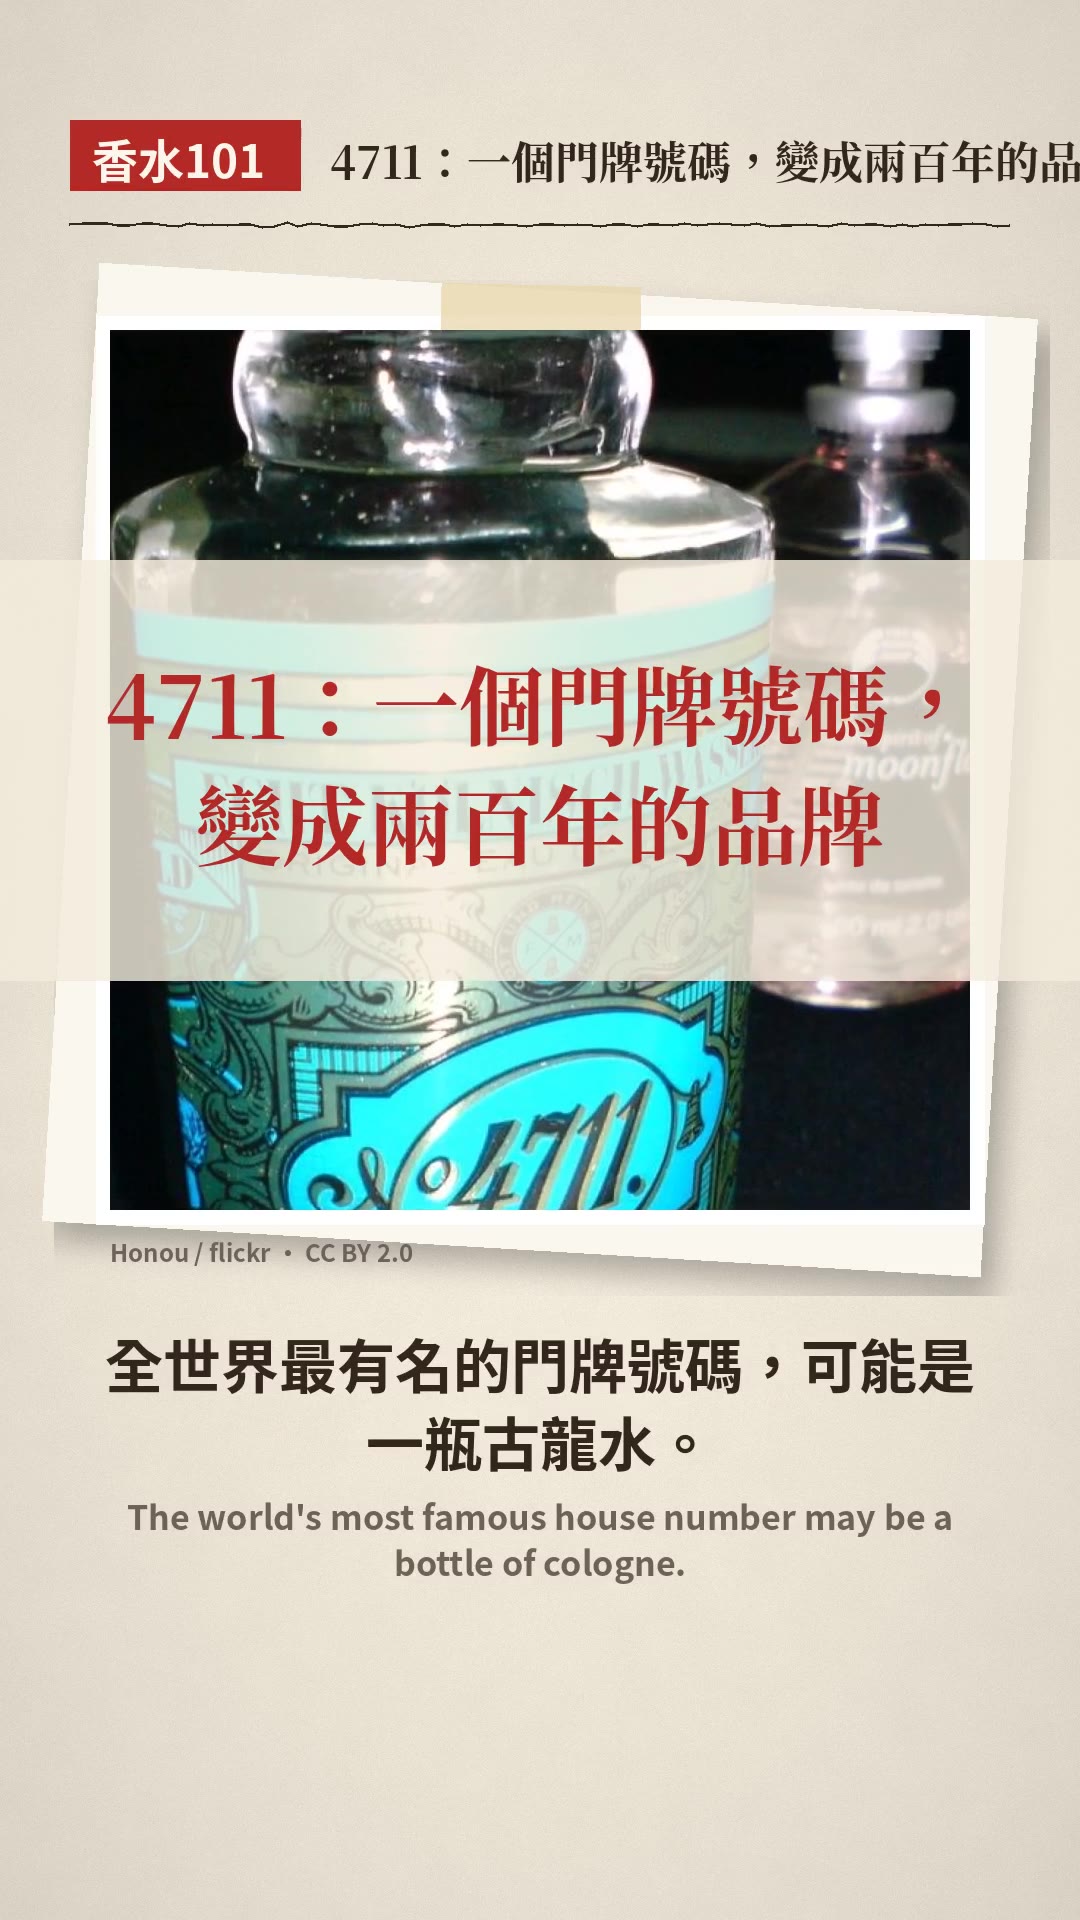 香水101
4711：一個門牌號碼，變成兩百年的品
4711：一個門牌號碼，
變成兩百年的品牌
moonfl
No 4711.
Honou / flickr • CC BY 2.0
全世界最有名的門牌號碼，可能是
一瓶古龍水。
The world's most famous house number may be a
bottle of cologne.